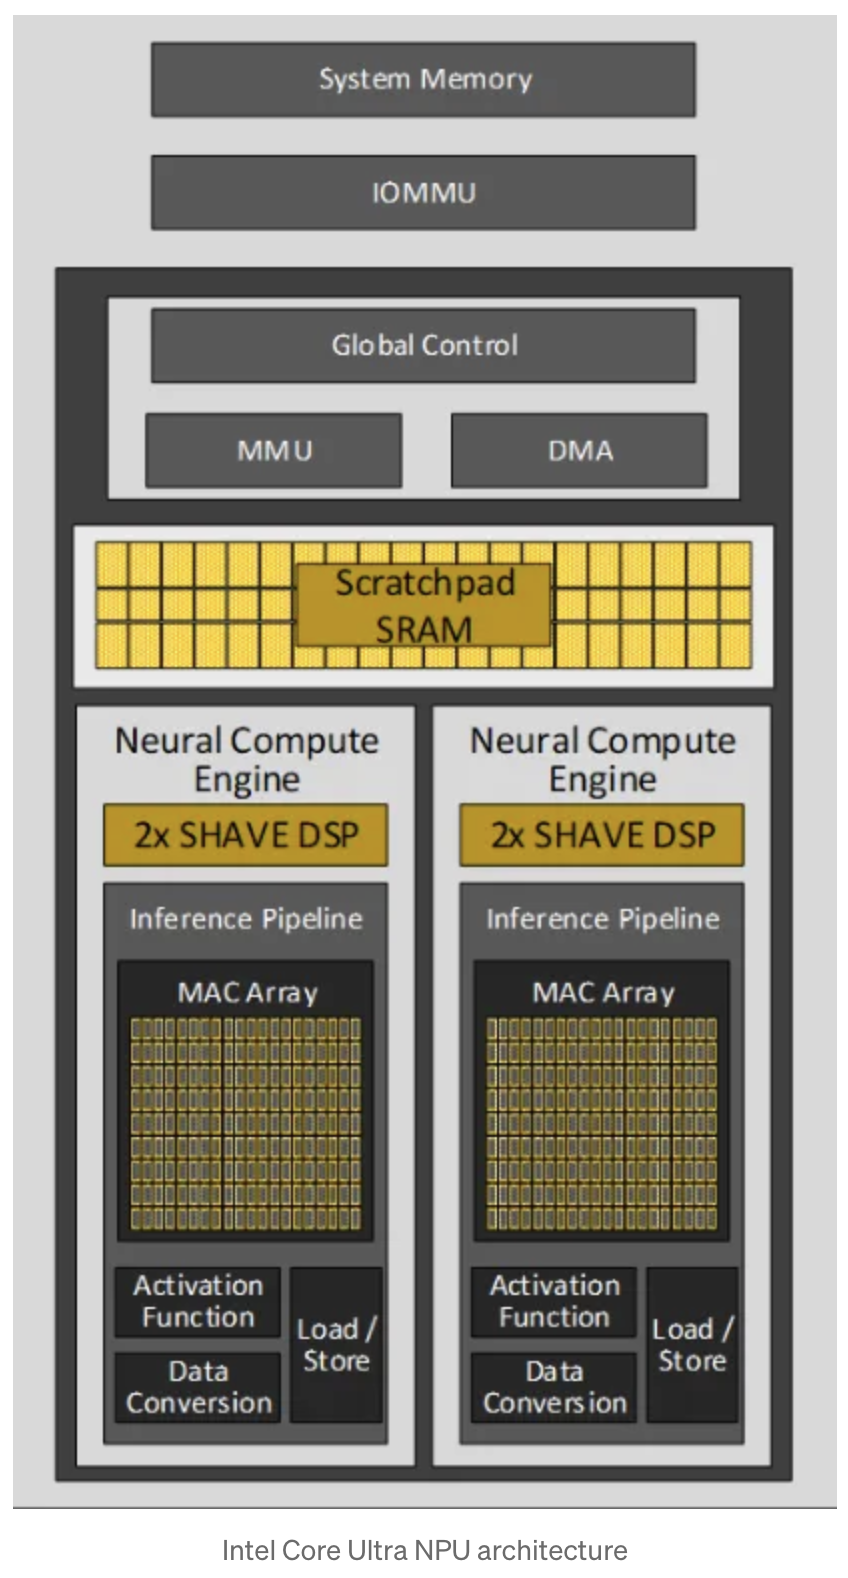 System Memory
IOMMU
Global Control
MMU
DMA
Scratchpad
SRAM
Neural Compute
Engine
2x SHAVE DSP
Inference Pipeline
MAC Array
Activation
Function
Data
Conversion
Load /
Store
Neural Compute
Engine
2x SHAVE DSP
Inference Pipeline
MAC Array
Activation
Function
Data
Conversion
Load /
Store
Intel Core Ultra NPU architecture